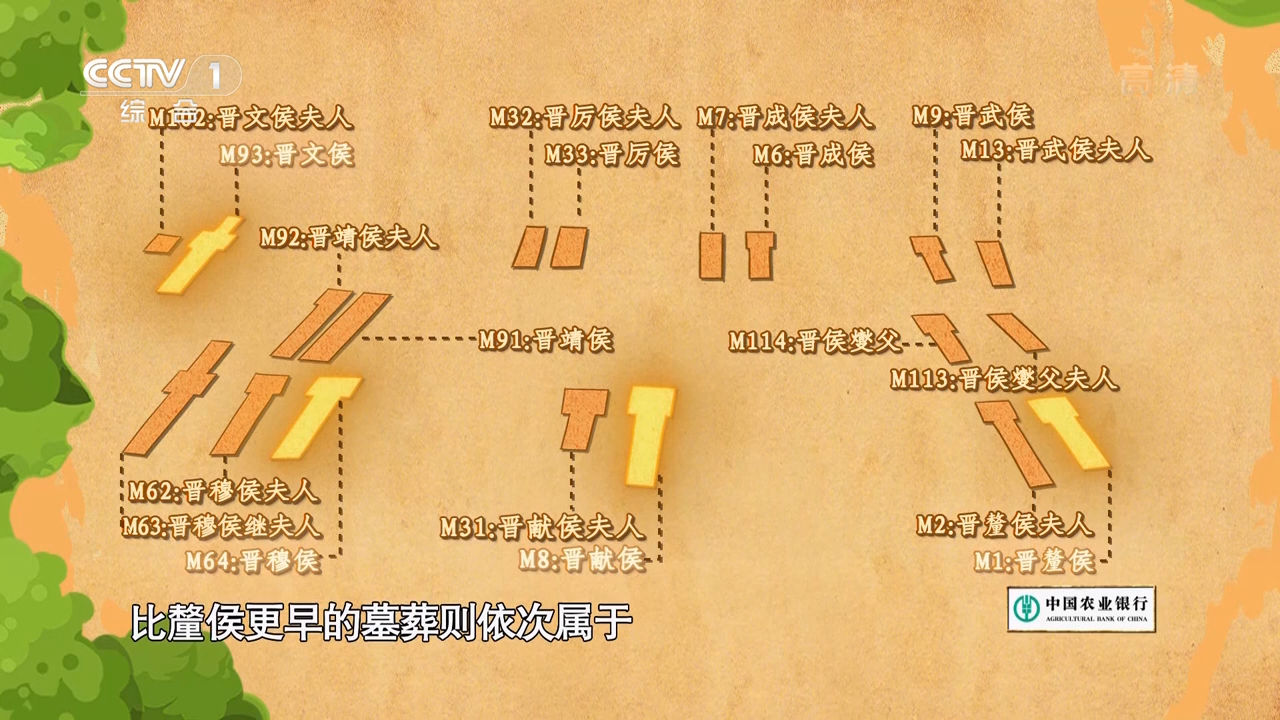 CCTV 1
综合
高清
M102:晋文侯夫人
M93:晋文侯
M32:晋厉侯夫人
M33:晋厉侯
M7:晋成侯夫人
M6:晋成侯
M9:晋武侯
M13:晋武侯夫人
M92:晋靖侯夫人
M91:晋靖侯
M114:晋侯燮父
M113:晋侯燮父夫人
M62:晋穆侯夫人
M63:晋穆侯继夫人
M64:晋穆侯
M31:晋献侯夫人
M8:晋献侯
M2:晋釐侯夫人
M1:晋釐侯
比釐侯更早的墓葬则依次属于
中国农业银行
AGRICULTURAL BANK OF CHINA